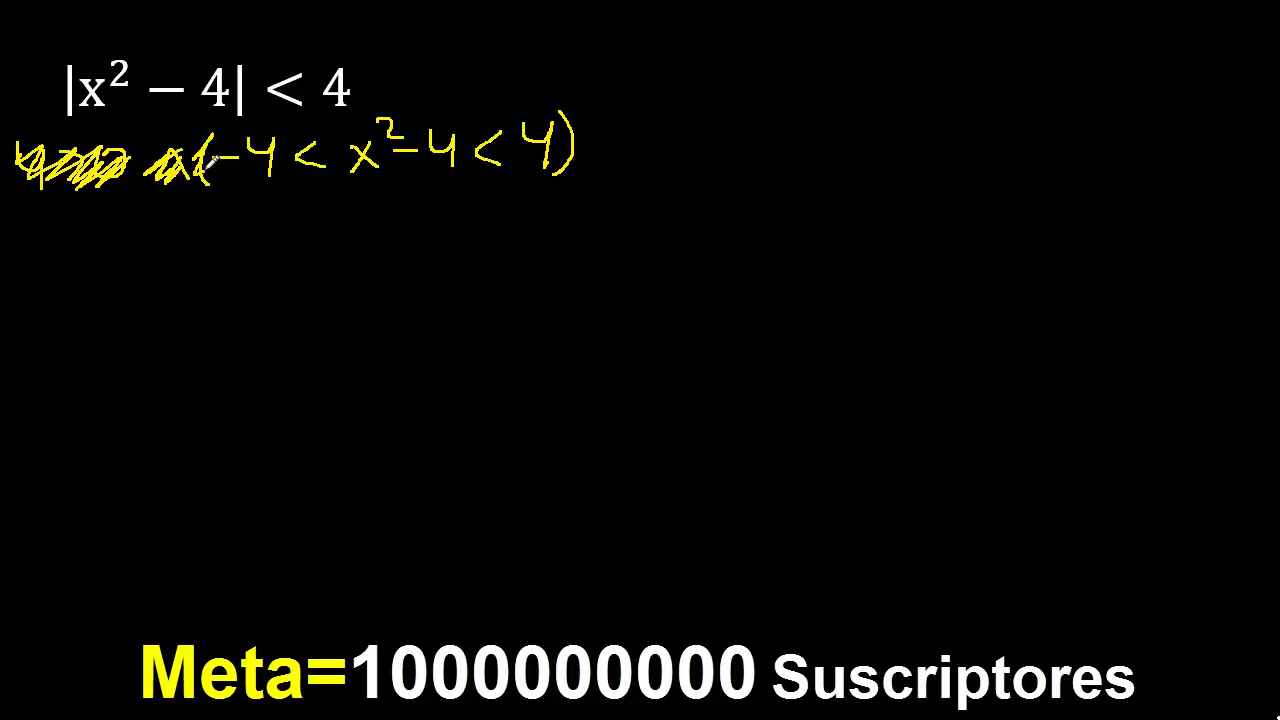 |x² − 4| < 4
(−4 < x² − 4 < 4)
Meta=1000000000 Suscriptores